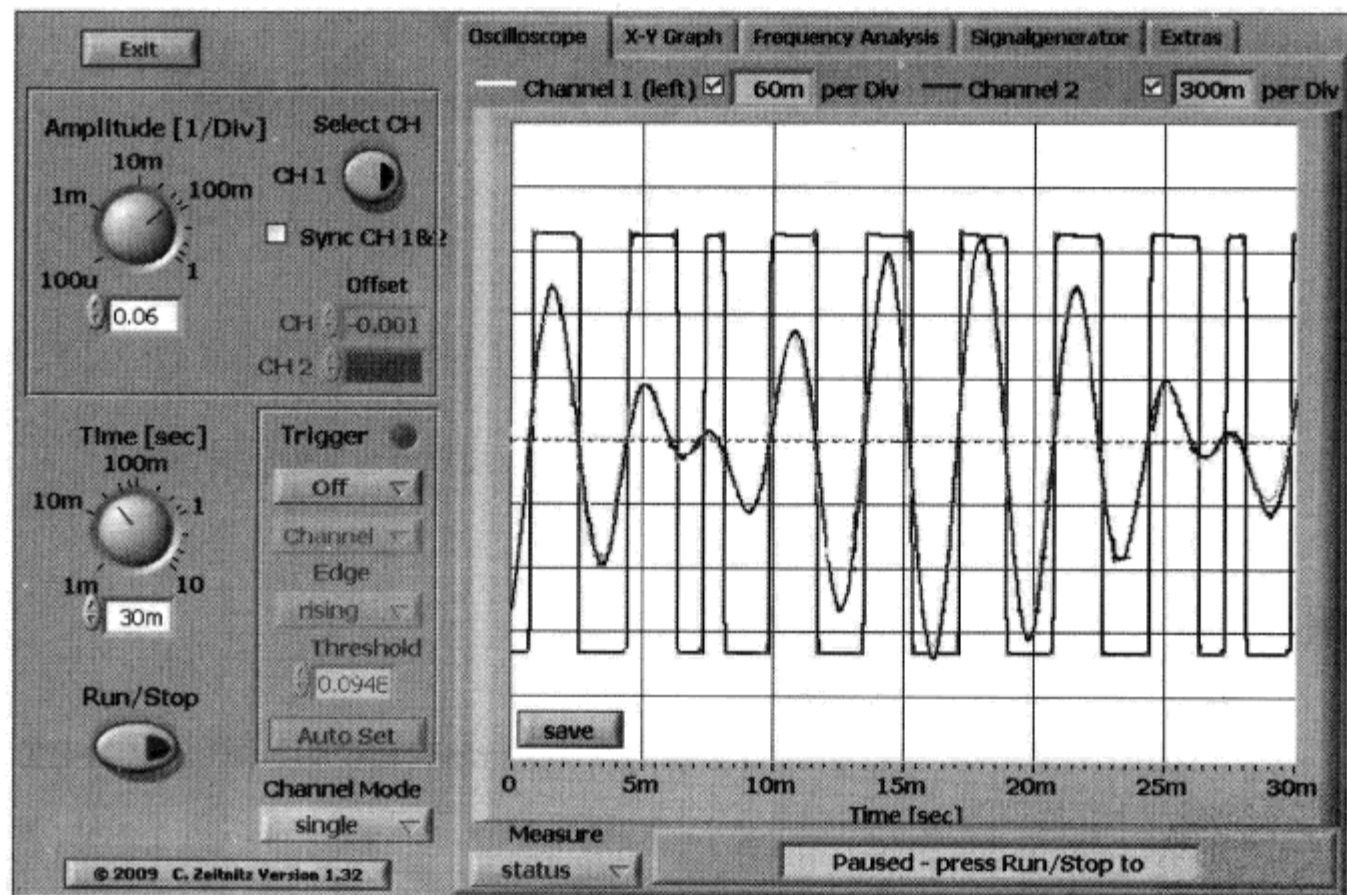 Exit
Oscilloscope X-Y Graph Frequency Analysis Signalgenerator Extras
Channel 1 (left) 60m per Div Channel 2 300m per Div
Amplitude [1/Div]
Select CH
10m
1m 100m
CH 1
Sync CH 1&2
100u 1
Offset
0.06
CH -0.001
CH 2
Time [sec]
100m
10m 1
1m 10
30m
Trigger
Off
Channel
Edge
rising
Threshold
0.094E
Auto Set
Run/Stop
Channel Mode
single
© 2009 C. Zeitnitz Version 1.32
save
0 5m 10m 15m 20m 25m 30m
Time [sec]
Measure
status
Paused - press Run/Stop to